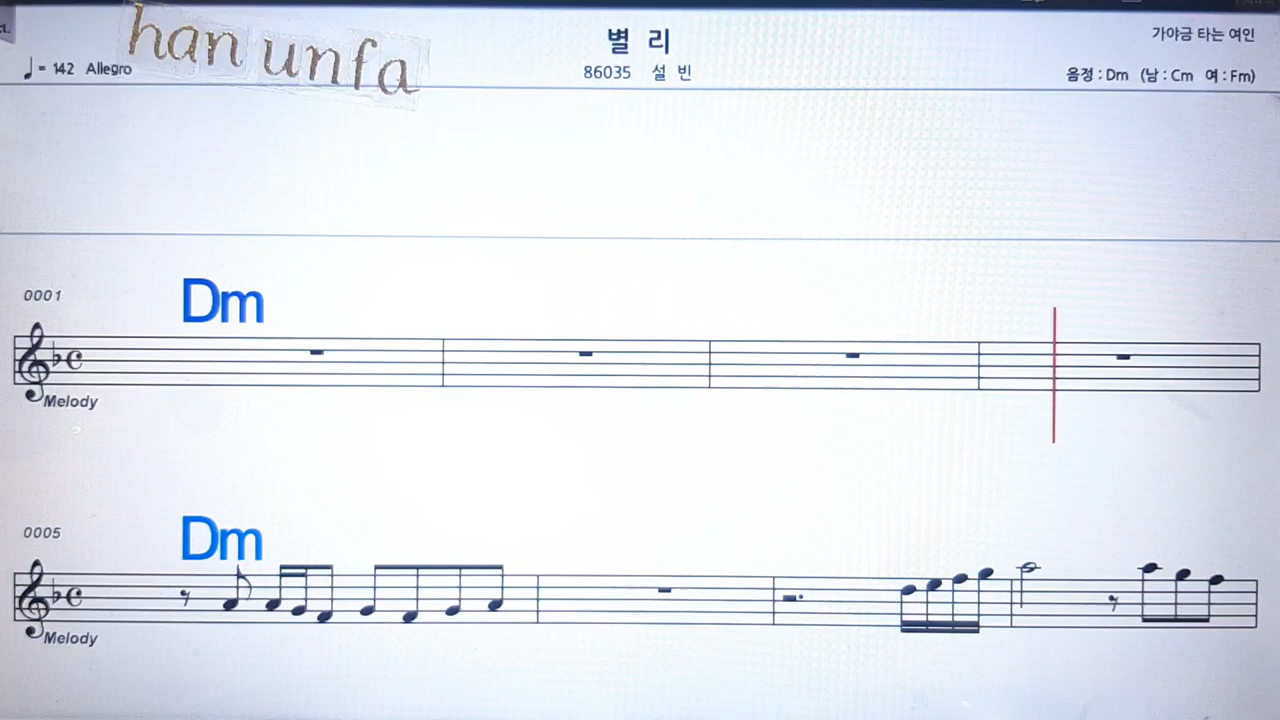 ct.
han unfa
별 리
가야금 타는 여인
♩= 142 Allegro
86035 설 빈
음정 : Dm (남 : Cm 여 : Fm)
0001
Dm
Melody
0005
Dm
Melody